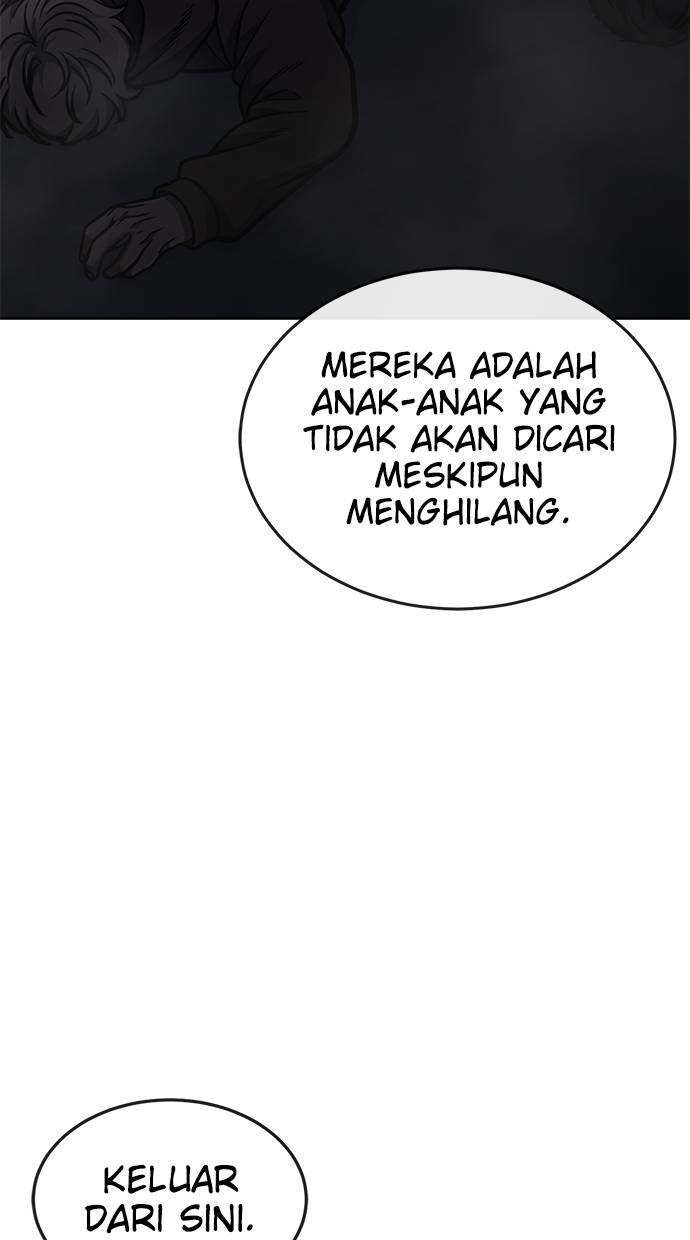 MEREKA ADALAH
ANAK-ANAK YANG
TIDAK AKAN DICARI
MESKIPUN
MENGHILANG.
KELUAR
DARI SINI.